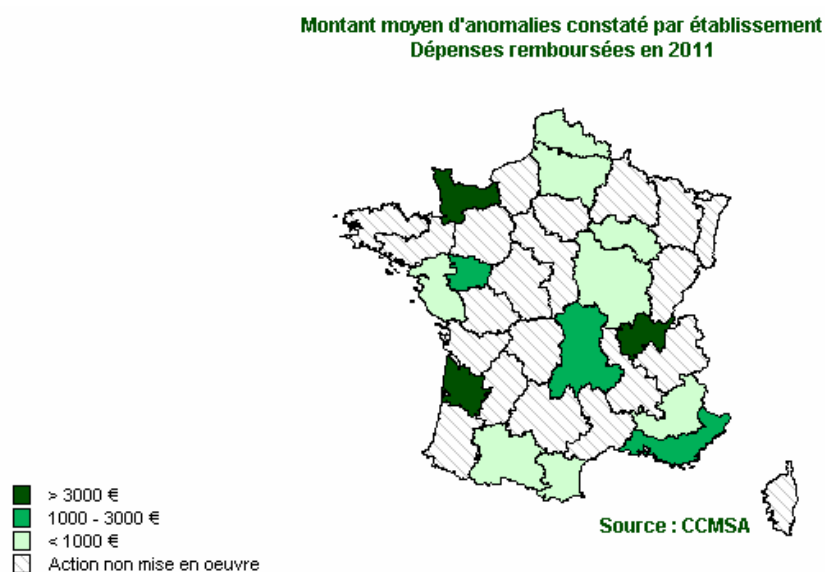 Montant moyen d'anomalies constaté par établissement
Dépenses remboursées en 2011
> 3000 €
1000 - 3000 €
< 1000 €
Action non mise en oeuvre
Source : CCMSA